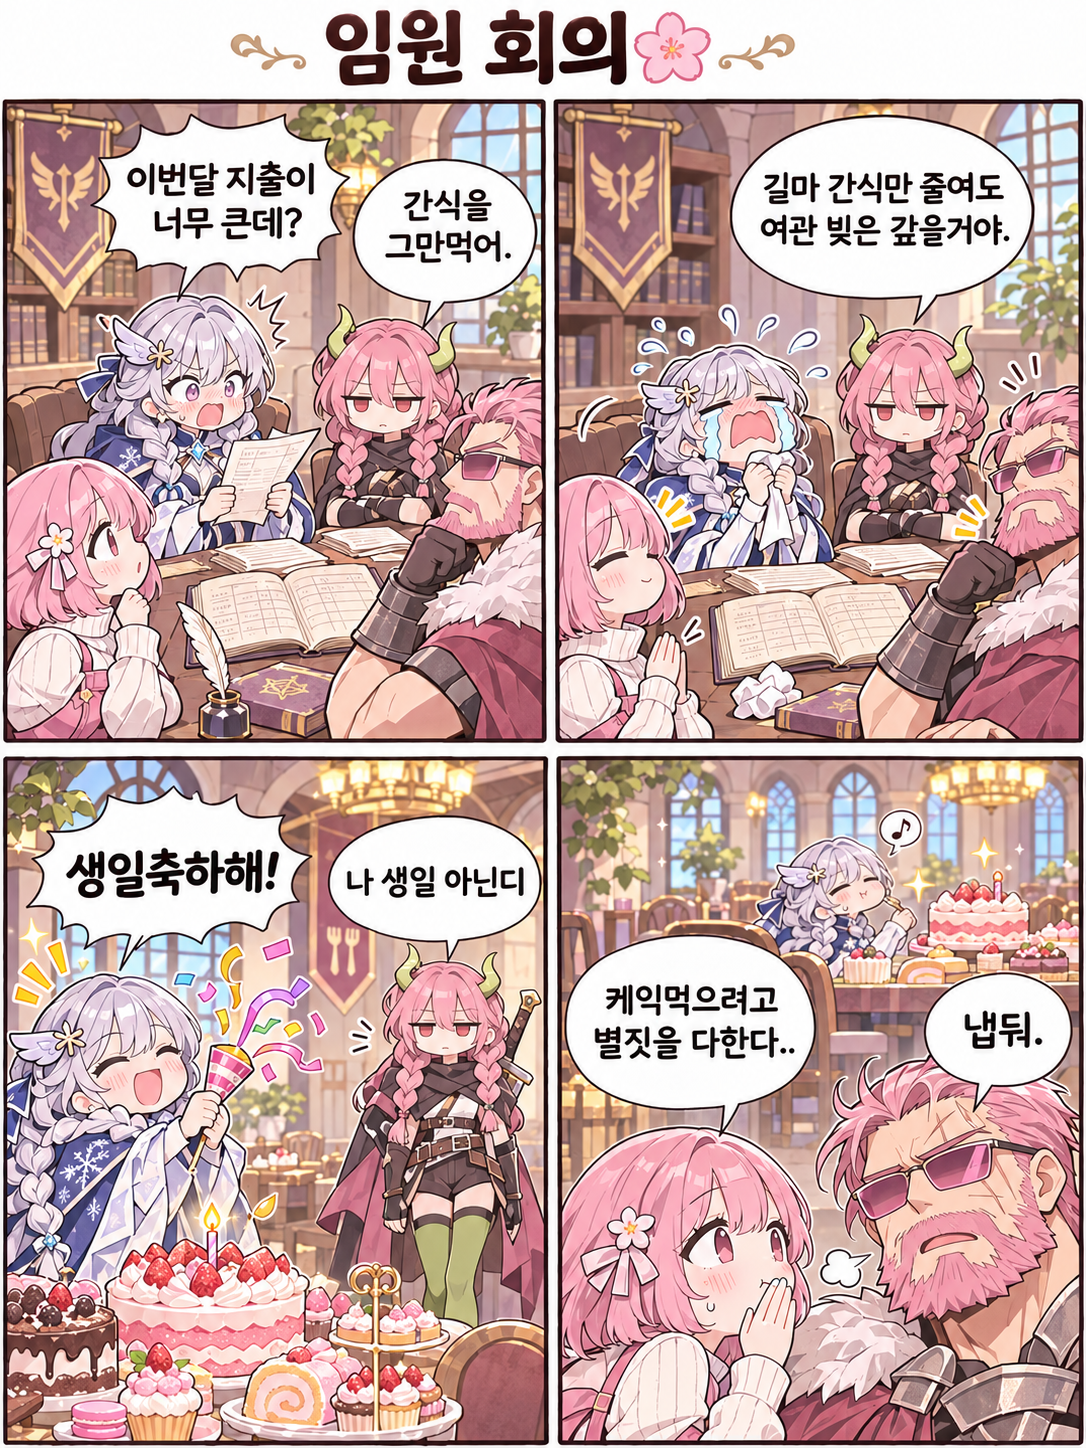 임원 회의
이번달 지출이
너무 큰데?
간식을
그만먹어.
길마 간식만 줄여도
여관 빚은 갚을거야.
생일축하해!
나 생일 아닌디
케익먹으려고
별짓을 다한다..
냅둬.